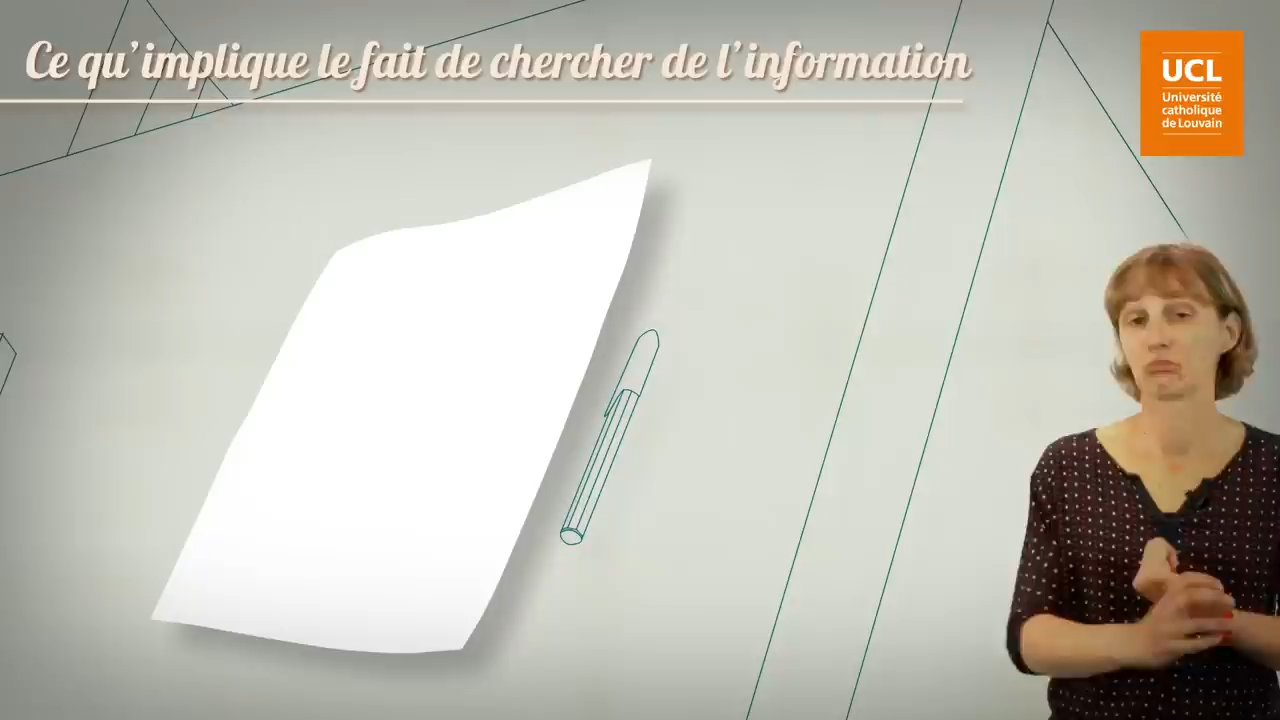 Ce qu'implique le fait de chercher de l'information
UCL
Université
catholique
de Louvain